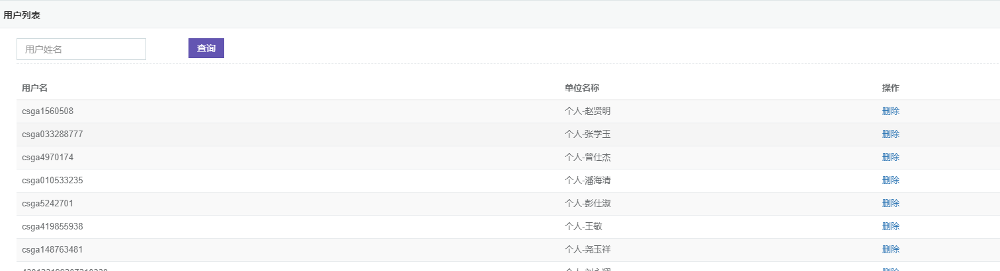 用户列表
用户姓名 查询
用户名 单位名称 操作
csga1560508 个人-赵贤明 删除
csga033288777 个人-张学玉 删除
csga4970174 个人-曾仕杰 删除
csga010533235 个人-潘海清 删除
csga5242701 个人-彭仕淑 删除
csga419855938 个人-王敬 删除
csga148763481 个人-尧玉祥 删除